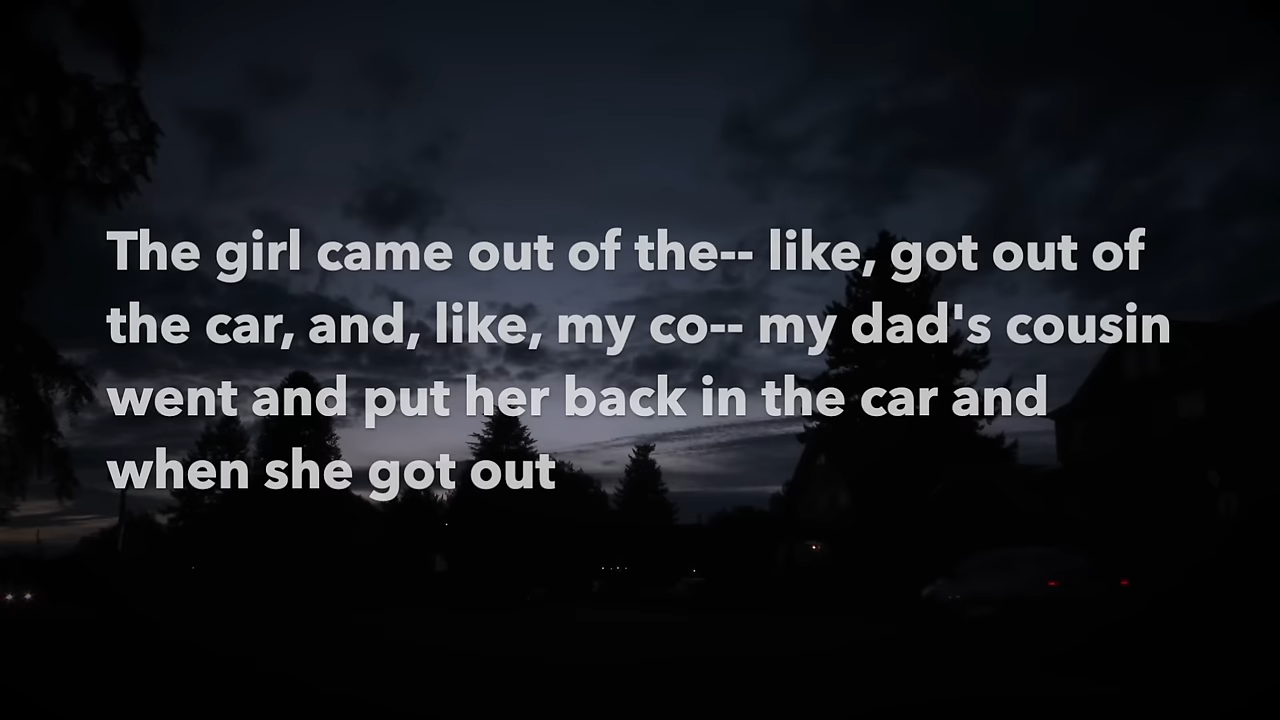 The girl came out of the-- like, got out of
the car, and, like, my co-- my dad's cousin
went and put her back in the car and
when she got out